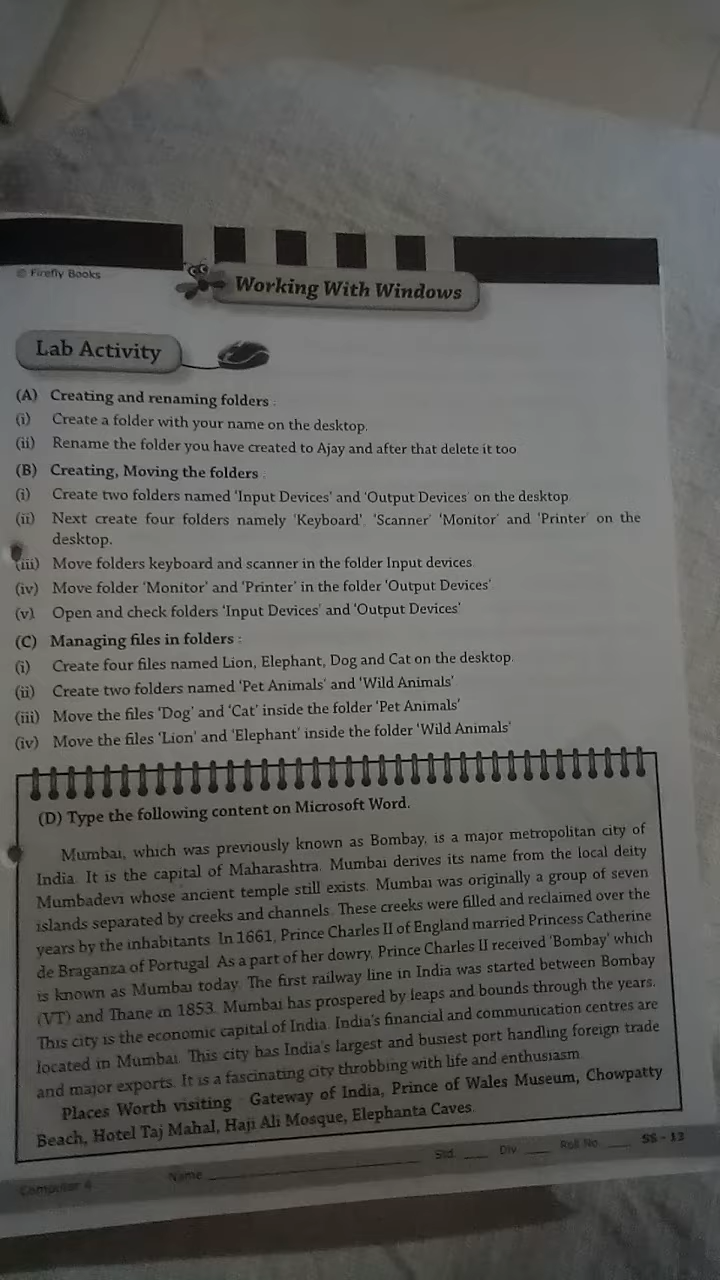 © Firefly Books
Working With Windows
Lab Activity
(A) Creating and renaming folders :
(i) Create a folder with your name on the desktop.
(ii) Rename the folder you have created to Ajay and after that delete it too
(B) Creating, Moving the folders :
(i) Create two folders named 'Input Devices' and 'Output Devices' on the desktop
(ii) Next create four folders namely 'Keyboard', 'Scanner' 'Monitor' and 'Printer' on the
desktop.
(iii) Move folders keyboard and scanner in the folder Input devices
(iv) Move folder 'Monitor' and 'Printer' in the folder 'Output Devices'
(v) Open and check folders 'Input Devices' and 'Output Devices'
(C) Managing files in folders :
(i) Create four files named Lion, Elephant, Dog and Cat on the desktop.
(ii) Create two folders named 'Pet Animals' and 'Wild Animals'
(iii) Move the files 'Dog' and 'Cat' inside the folder 'Pet Animals'
(iv) Move the files 'Lion' and 'Elephant' inside the folder 'Wild Animals'
(D) Type the following content on Microsoft Word.
Mumbai, which was previously known as Bombay, is a major metropolitan city of
India. It is the capital of Maharashtra. Mumbai derives its name from the local deity
Mumbadevi whose ancient temple still exists. Mumbai was originally a group of seven
islands separated by creeks and channels. These creeks were filled and reclaimed over the
years by the inhabitants. In 1661, Prince Charles II of England married Princess Catherine
de Braganza of Portugal. As a part of her dowry, Prince Charles II received 'Bombay' which
is known as Mumbai today. The first railway line in India was started between Bombay
(VT) and Thane in 1853. Mumbai has prospered by leaps and bounds through the years.
This city is the economic capital of India. India's financial and communication centres are
located in Mumbai. This city has India's largest and busiest port handling foreign trade
and major exports. It is a fascinating city throbbing with life and enthusiasm.
Places Worth visiting : Gateway of India, Prince of Wales Museum, Chowpatty
Beach, Hotel Taj Mahal, Haji Ali Mosque, Elephanta Caves.
Computer 4 Name Std. Div Roll No. SS - 13